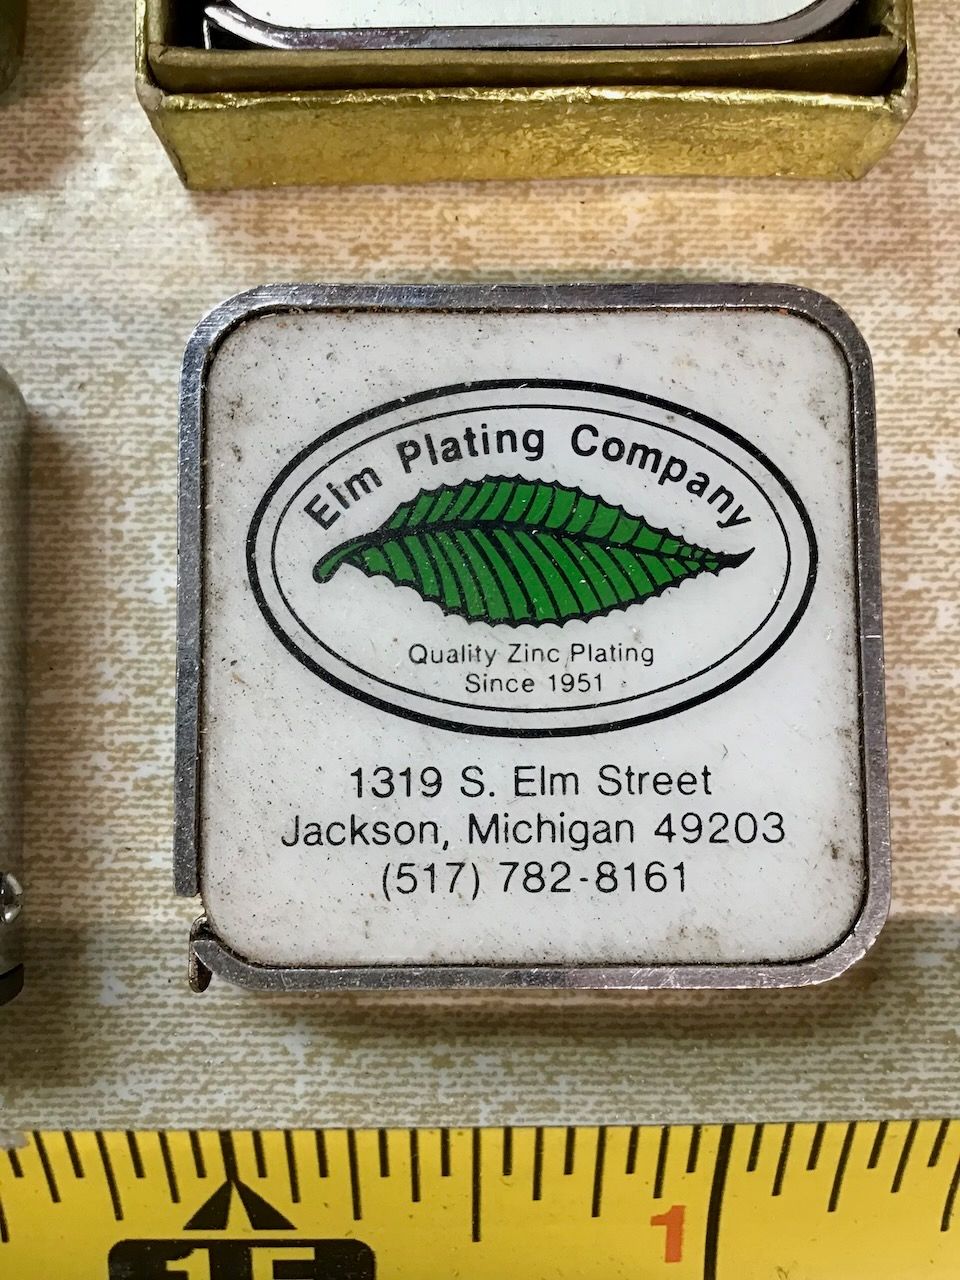 Elm Plating Company
Quality Zinc Plating
Since 1951
1319 S. Elm Street
Jackson, Michigan 49203
(517) 782-8161
1